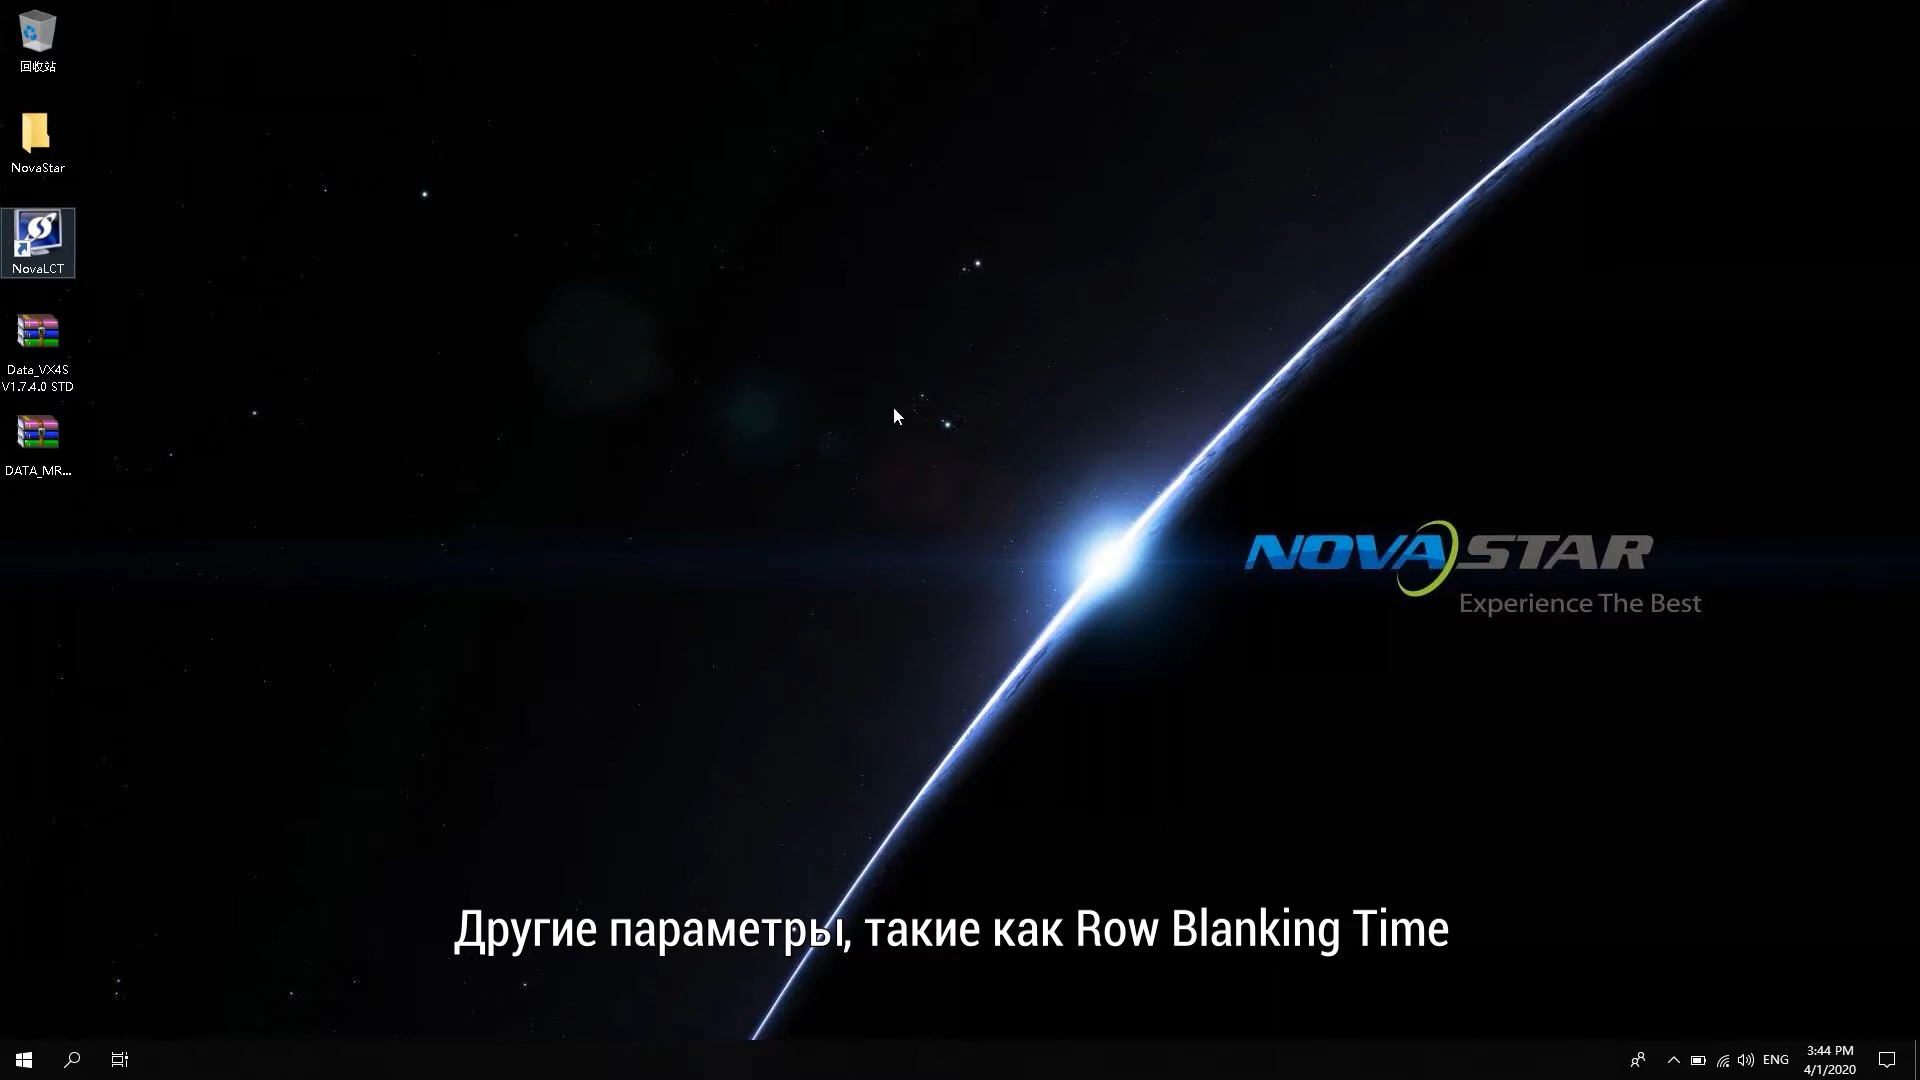 回收站
NovaStar
NovaLCT
Data_VX4S
V1.7.4.0 STD
DATA_MR...
NOVASTAR
Experience The Best
Другие параметры, такие как Row Blanking Time
ENG
3:44 PM
4/1/2020